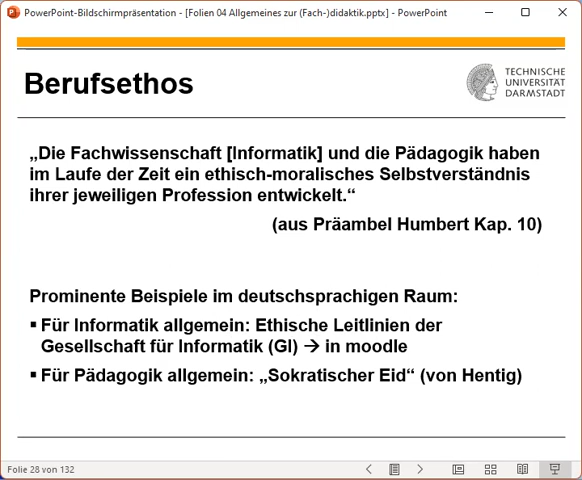 PowerPoint-Bildschirmpräsentation - [Folien 04 Allgemeines zur (Fach-)didaktik.pptx] - PowerPoint
Berufsethos
TECHNISCHE
UNIVERSITÄT
DARMSTADT
„Die Fachwissenschaft [Informatik] und die Pädagogik haben
im Laufe der Zeit ein ethisch-moralisches Selbstverständnis
ihrer jeweiligen Profession entwickelt.“
(aus Präambel Humbert Kap. 10)
Prominente Beispiele im deutschsprachigen Raum:
▪ Für Informatik allgemein: Ethische Leitlinien der
Gesellschaft für Informatik (GI) → in moodle
▪ Für Pädagogik allgemein: „Sokratischer Eid“ (von Hentig)
Folie 28 von 132